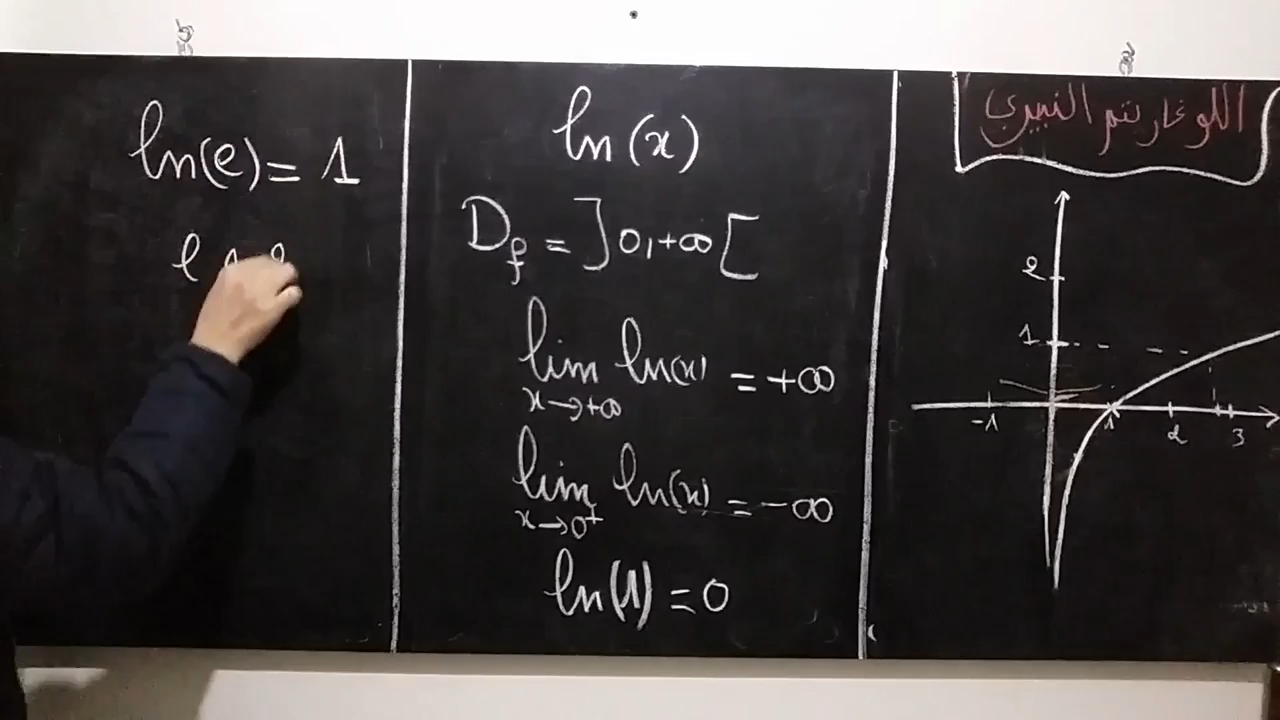 ln(e) = 1
ln(x)
D_f = ]0, +∞[
lim ln(x) = +∞
x→+∞
lim ln(x) = -∞
x→0⁺
ln(1) = 0
اللوغاريتم النبيري
2
1
-1 1 2 3